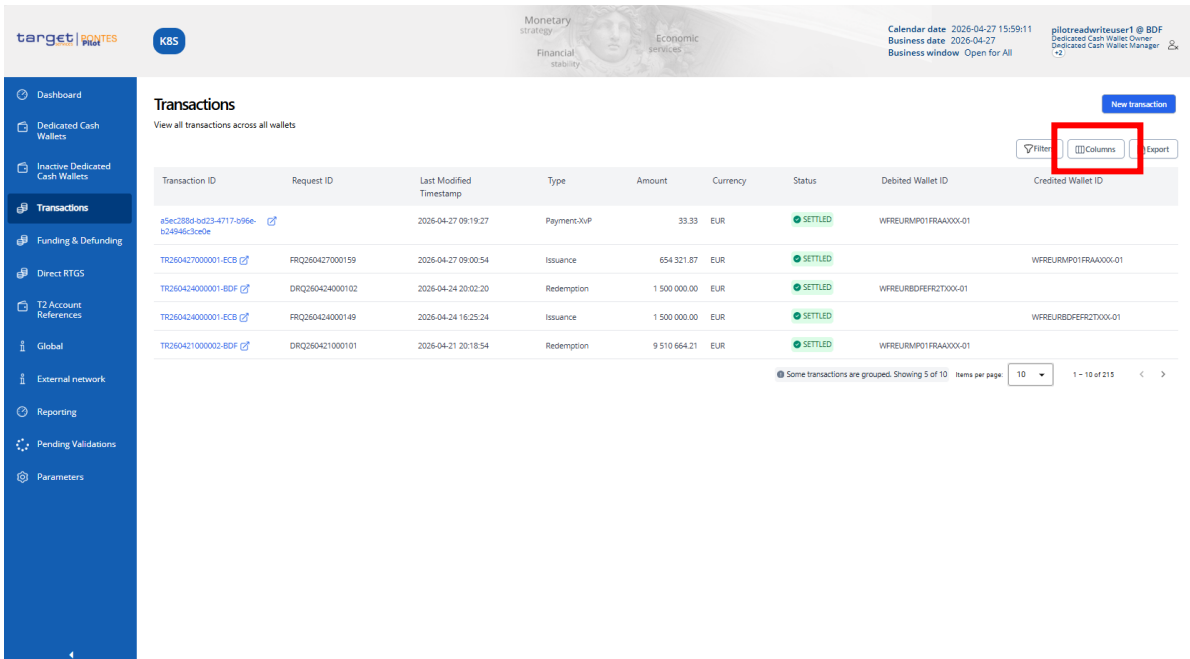 target | PONTES
Pilot
K8S
Monetary
strategy
Economic
services
Financial
stability
Calendar date 2026-04-27 15:59:11
Business date 2026-04-27
Business window Open for All
pilotreadwriteuser1 @ BDF
Dedicated Cash Wallet Owner
Dedicated Cash Wallet Manager
+2
Dashboard
Dedicated Cash
Wallets
Inactive Dedicated
Cash Wallets
Transactions
Funding & Defunding
Direct RTGS
T2 Account
References
Global
External network
Reporting
Pending Validations
Parameters
Transactions
View all transactions across all wallets
New transaction
Filter Columns Export
Transaction ID Request ID Last Modified Type Amount Currency Status Debited Wallet ID Credited Wallet ID
Timestamp
a5ec288d-bd23-4717-b96e- 2026-04-27 09:19:27 Payment-XvP 33.33 EUR SETTLED WFREURMP01FRAAXXX-01
b24946c3ce0e
TR260427000001-ECB FRQ260427000159 2026-04-27 09:00:54 Issuance 654 321.87 EUR SETTLED WFREURMP01FRAAXXX-01
TR260424000001-BDF DRQ260424000102 2026-04-24 20:02:20 Redemption 1 500 000.00 EUR SETTLED WFREURBDFEFR2TXXX-01
TR260424000001-ECB FRQ260424000149 2026-04-24 16:25:24 Issuance 1 500 000.00 EUR SETTLED WFREURBDFEFR2TXXX-01
TR260421000002-BDF DRQ260421000101 2026-04-21 20:18:54 Redemption 9 510 664.21 EUR SETTLED WFREURMP01FRAAXXX-01
Some transactions are grouped. Showing 5 of 10 Items per page: 10 1 – 10 of 215